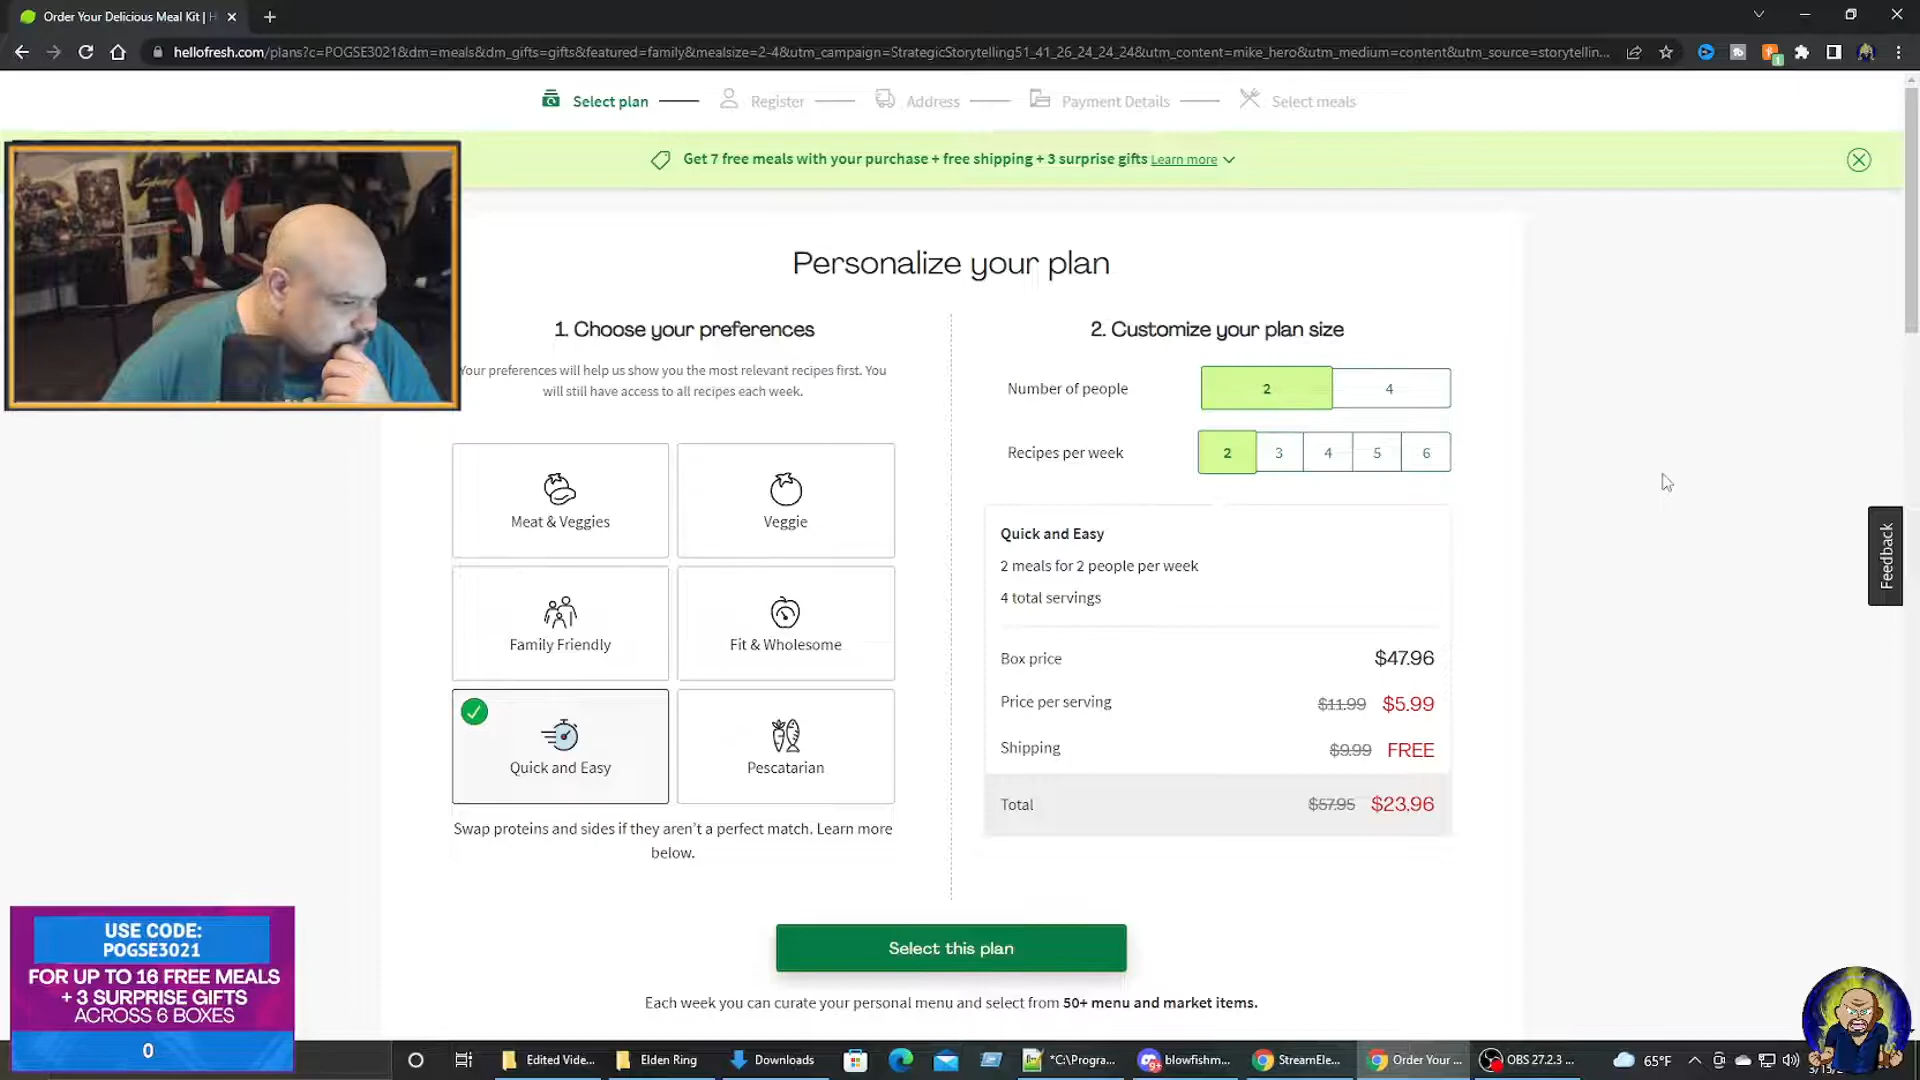 Order Your Delicious Meal Kit | H
hellofresh.com/plans?c=POGSE3021&dm=meals&dm_gifts=gifts&featured=family&mealsize=2-4&utm_campaign=StrategicStorytelling51_41_26_24_24_24&utm_content=mike_hero&utm_medium=content&utm_source=storytellin...
Select plan
Register
Address
Payment Details
Select meals
Get 7 free meals with your purchase + free shipping + 3 surprise gifts Learn more
Personalize your plan
1. Choose your preferences
Your preferences will help us show you the most relevant recipes first. You
will still have access to all recipes each week.
Meat & Veggies
Veggie
Family Friendly
Fit & Wholesome
Quick and Easy
Pescatarian
Swap proteins and sides if they aren't a perfect match. Learn more
below.
2. Customize your plan size
Number of people
2
4
Recipes per week
2
3
4
5
6
Quick and Easy
2 meals for 2 people per week
4 total servings
Box price
$47.96
Price per serving
$11.99 $5.99
Shipping
$9.99 FREE
Total
$57.95 $23.96
Feedback
Select this plan
Each week you can curate your personal menu and select from 50+ menu and market items.
USE CODE:
POGSE3021
FOR UP TO 16 FREE MEALS
+ 3 SURPRISE GIFTS
ACROSS 6 BOXES
0
Edited Vide...
Elden Ring
Downloads
*C:\Progra...
9+
blowfishm...
StreamEle...
Order Your ...
OBS 27.2.3 ...
65°F